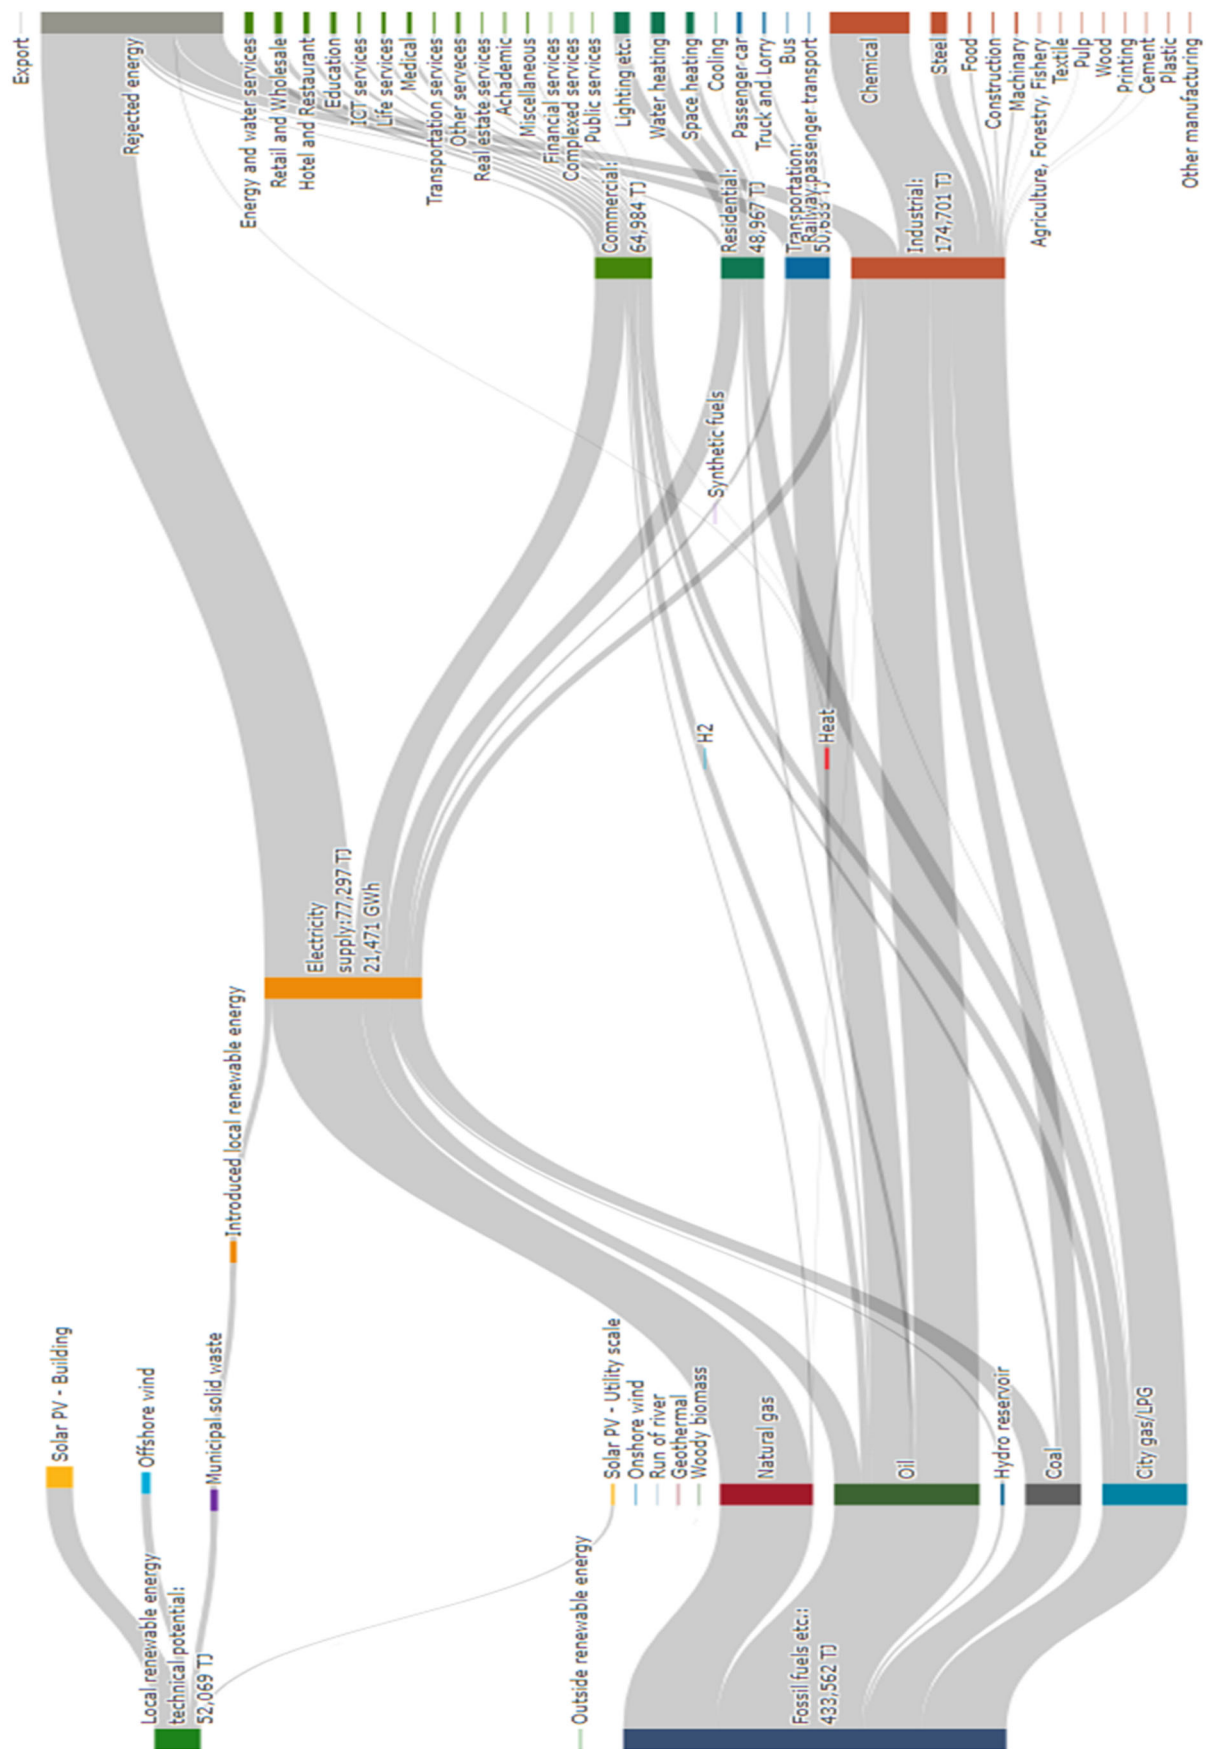 Local renewable energy
technical potential:
52,069 TJ
Outside renewable energy
Fossil fuels etc.:
433,562 TJ
Solar PV - Building
Offshore wind
Municipal solid waste
Solar PV - Utility scale
Onshore wind
Run of river
Geothermal
Woody biomass
Natural gas
Oil
Hydro reservoir
Coal
City gas/LPG
Introduced local renewable energy
Electricity
supply:77,297 TJ
21,471 GWh
H2
Heat
Synthetic fuels
Commercial:
64,984 TJ
Residential:
48,967 TJ
Transportation:
50,633 TJ
Industrial:
174,701 TJ
Export
Rejected energy
Energy and water services
Retail and Wholesale
Hotel and Restaurant
Education
ICT services
Life services
Medical
Transportation services
Other serveces
Real estate services
Achademic
Miscellaneous
Financial services
Complexed services
Public services
Lighting etc.
Water heating
Space heating
Cooling
Passenger car
Truck and Lorry
Bus
Railway passenger transport
Chemical
Steel
Food
Construction
Machinary
Agriculture, Forestry, Fishery
Textile
Pulp
Wood
Printing
Cement
Plastic
Other manufacturing